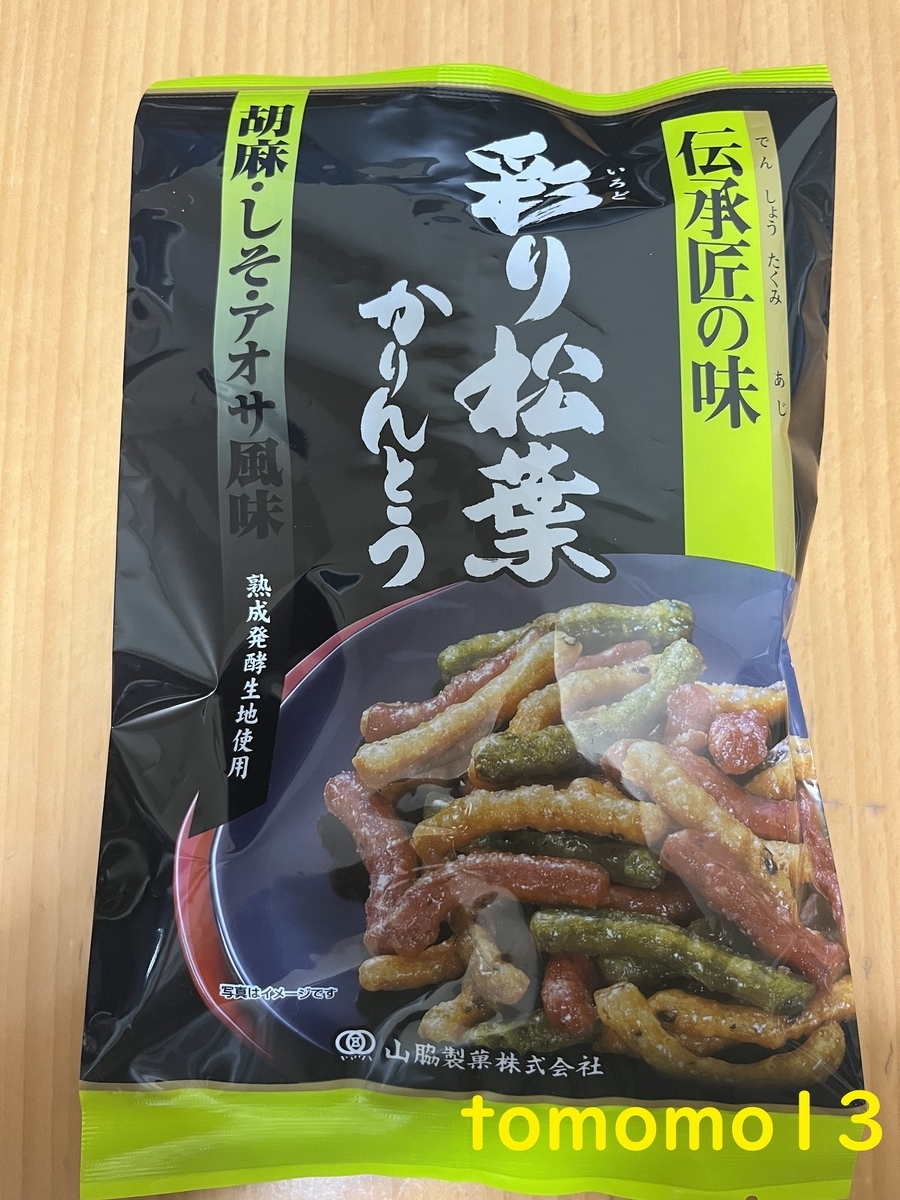 伝承匠の味
でんしょうたくみ あじ
彩り松葉
いろど
かりんとう
胡麻・しそ・アオサ風味
熟成発酵生地使用
写真はイメージです
山脇製菓株式会社
tomomo13